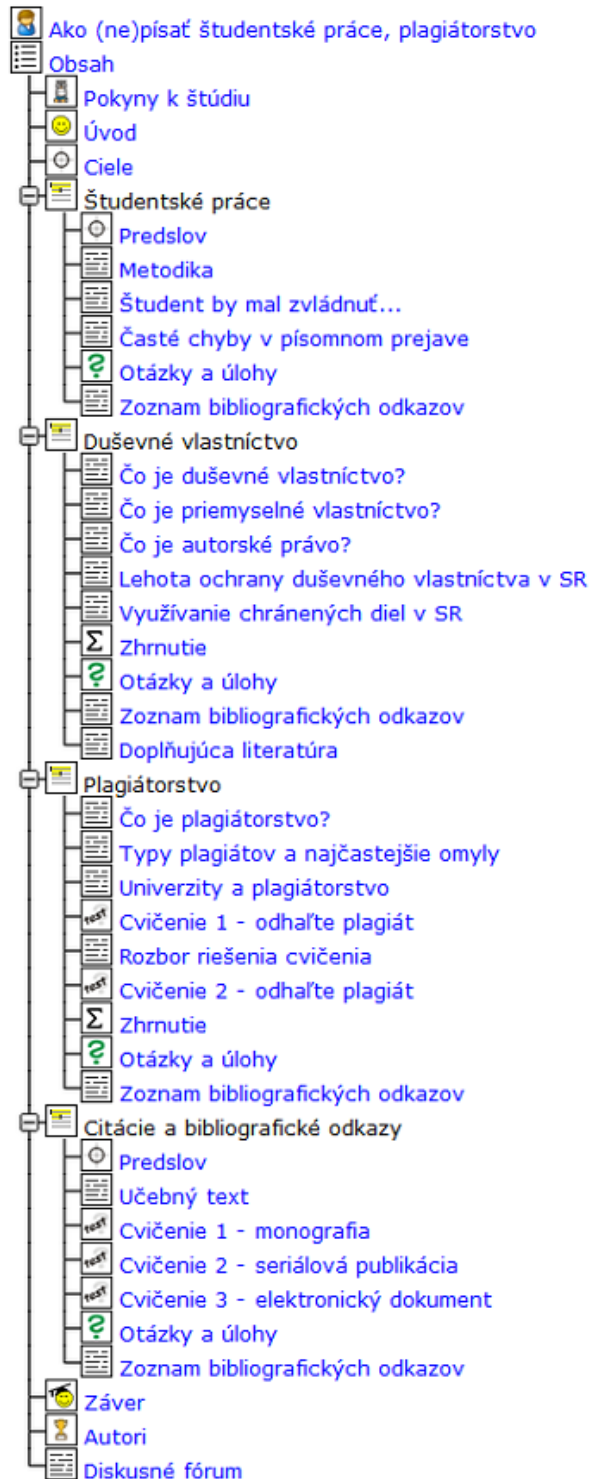 Ako (ne)písať študentské práce, plagiátorstvo
Obsah
Pokyny k štúdiu
Úvod
Ciele
Študentské práce
Predslov
Metodika
Študent by mal zvládnuť...
Časté chyby v písomnom prejave
Otázky a úlohy
Zoznam bibliografických odkazov
Duševné vlastníctvo
Čo je duševné vlastníctvo?
Čo je priemyselné vlastníctvo?
Čo je autorské právo?
Lehota ochrany duševného vlastníctva v SR
Využívanie chránených diel v SR
Σ Zhrnutie
? Otázky a úlohy
Zoznam bibliografických odkazov
Doplňujúca literatúra
Plagiátorstvo
Čo je plagiátorstvo?
Typy plagiátov a najčastejšie omyly
Univerzity a plagiátorstvo
test Cvičenie 1 - odhaľte plagiát
Rozbor riešenia cvičenia
test Cvičenie 2 - odhaľte plagiát
Σ Zhrnutie
? Otázky a úlohy
Zoznam bibliografických odkazov
Citácie a bibliografické odkazy
Predslov
Učebný text
test Cvičenie 1 - monografia
test Cvičenie 2 - seriálová publikácia
test Cvičenie 3 - elektronický dokument
? Otázky a úlohy
Zoznam bibliografických odkazov
Záver
Autori
Diskusné fórum